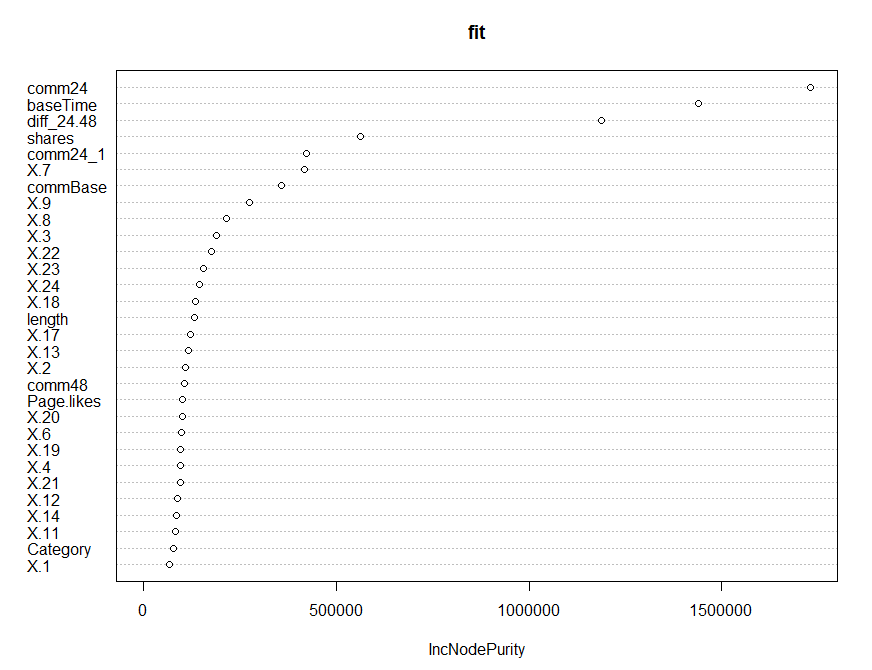 fit
comm24
baseTime
diff_24.48
shares
comm24_1
X.7
commBase
X.9
X.8
X.3
X.22
X.23
X.24
X.18
length
X.17
X.13
X.2
comm48
Page.likes
X.20
X.6
X.19
X.4
X.21
X.12
X.14
X.11
Category
X.1
0 500000 1000000 1500000
IncNodePurity